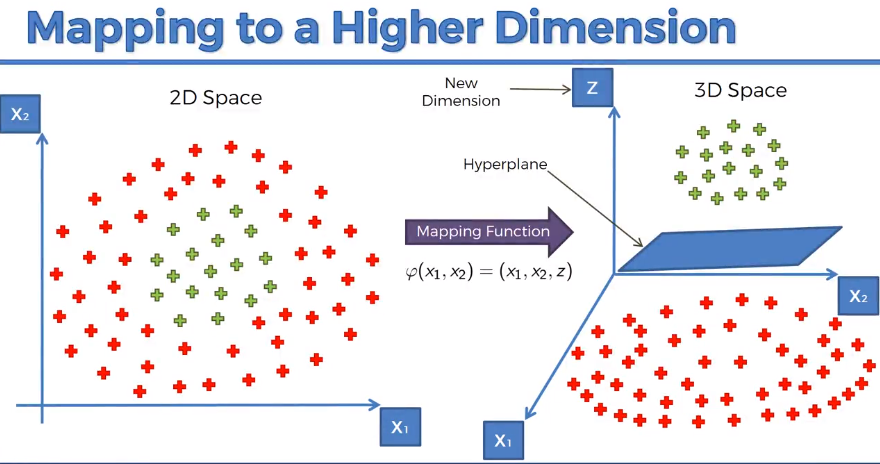 Mapping to a Higher Dimension
2D Space
X₂
X₁
Mapping Function
φ(x₁, x₂) = (x₁, x₂, z)
New
Dimension
Z
3D Space
Hyperplane
X₂
X₁